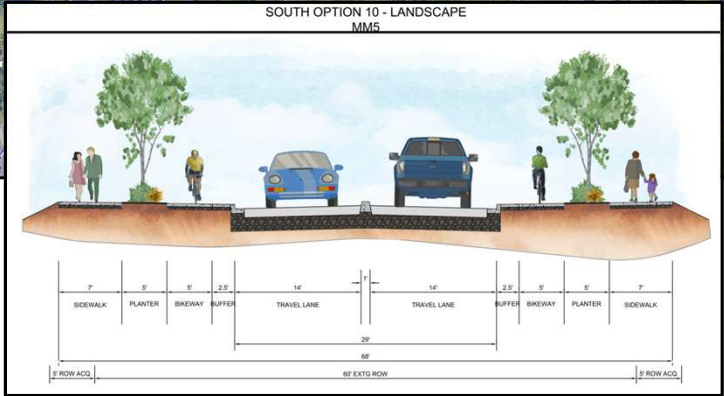 SOUTH OPTION 10 - LANDSCAPE
MM5
7' 5' 5' 2.5' 14' 1' 14' 2.5' 5' 5' 7'
SIDEWALK PLANTER BIKEWAY BUFFER TRAVEL LANE TRAVEL LANE BUFFER BIKEWAY PLANTER SIDEWALK
29'
68'
5' ROW ACQ. 60' EXTG ROW 5' ROW ACQ.